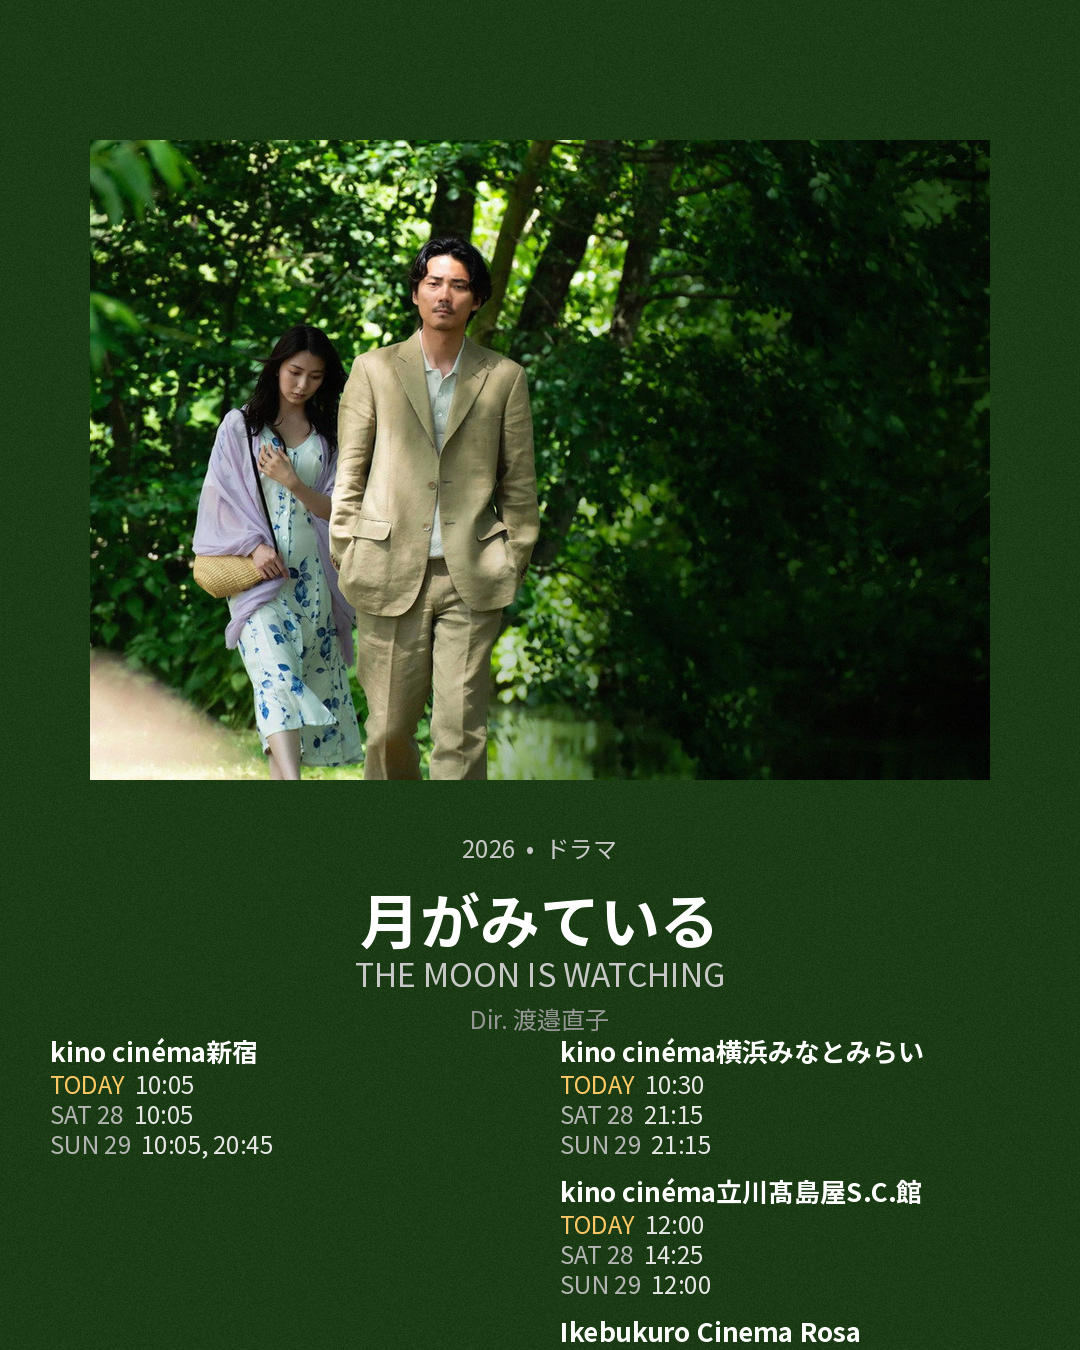 2026 • ドラマ
月がみている
THE MOON IS WATCHING
Dir. 渡邉直子
kino cinéma新宿
TODAY 10:05
SAT 28 10:05
SUN 29 10:05, 20:45
kino cinéma横浜みなとみらい
TODAY 10:30
SAT 28 21:15
SUN 29 21:15
kino cinéma立川髙島屋S.C.館
TODAY 12:00
SAT 28 14:25
SUN 29 12:00
Ikebukuro Cinema Rosa